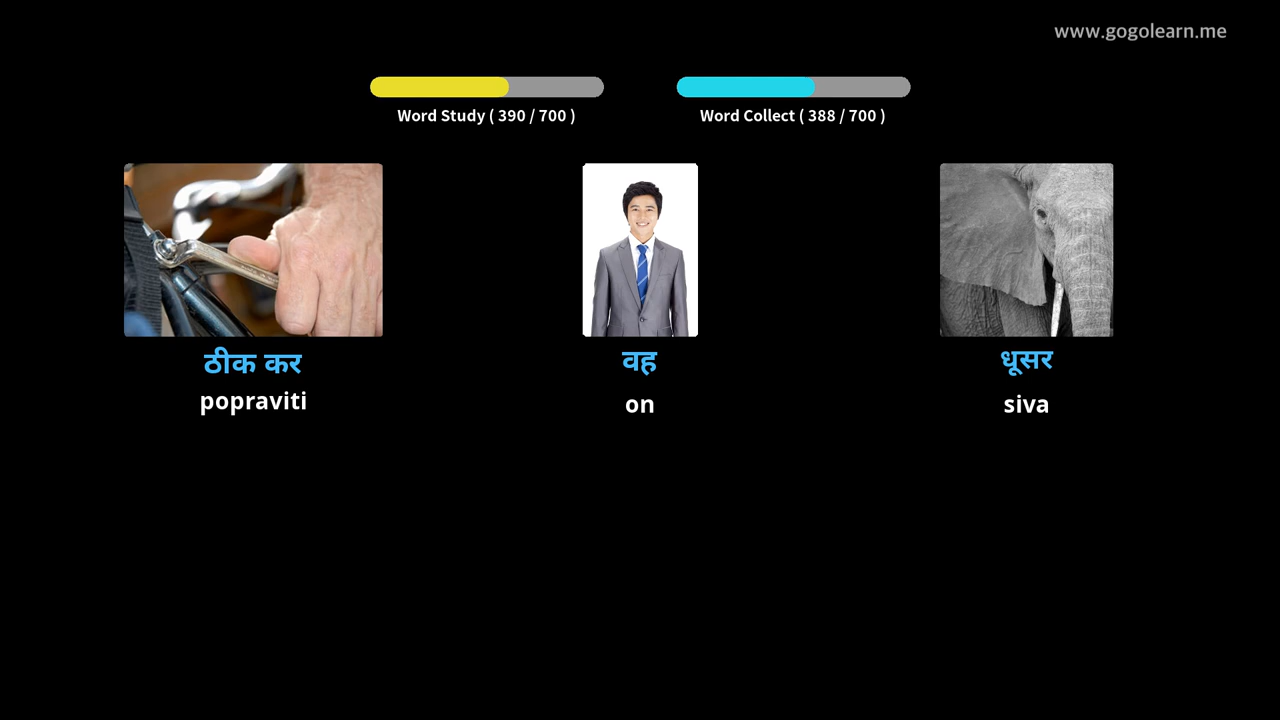 www.gogolearn.me
Word Study ( 390 / 700 )
Word Collect ( 388 / 700 )
ठीक कर
वह
धूसर
popraviti
on
siva